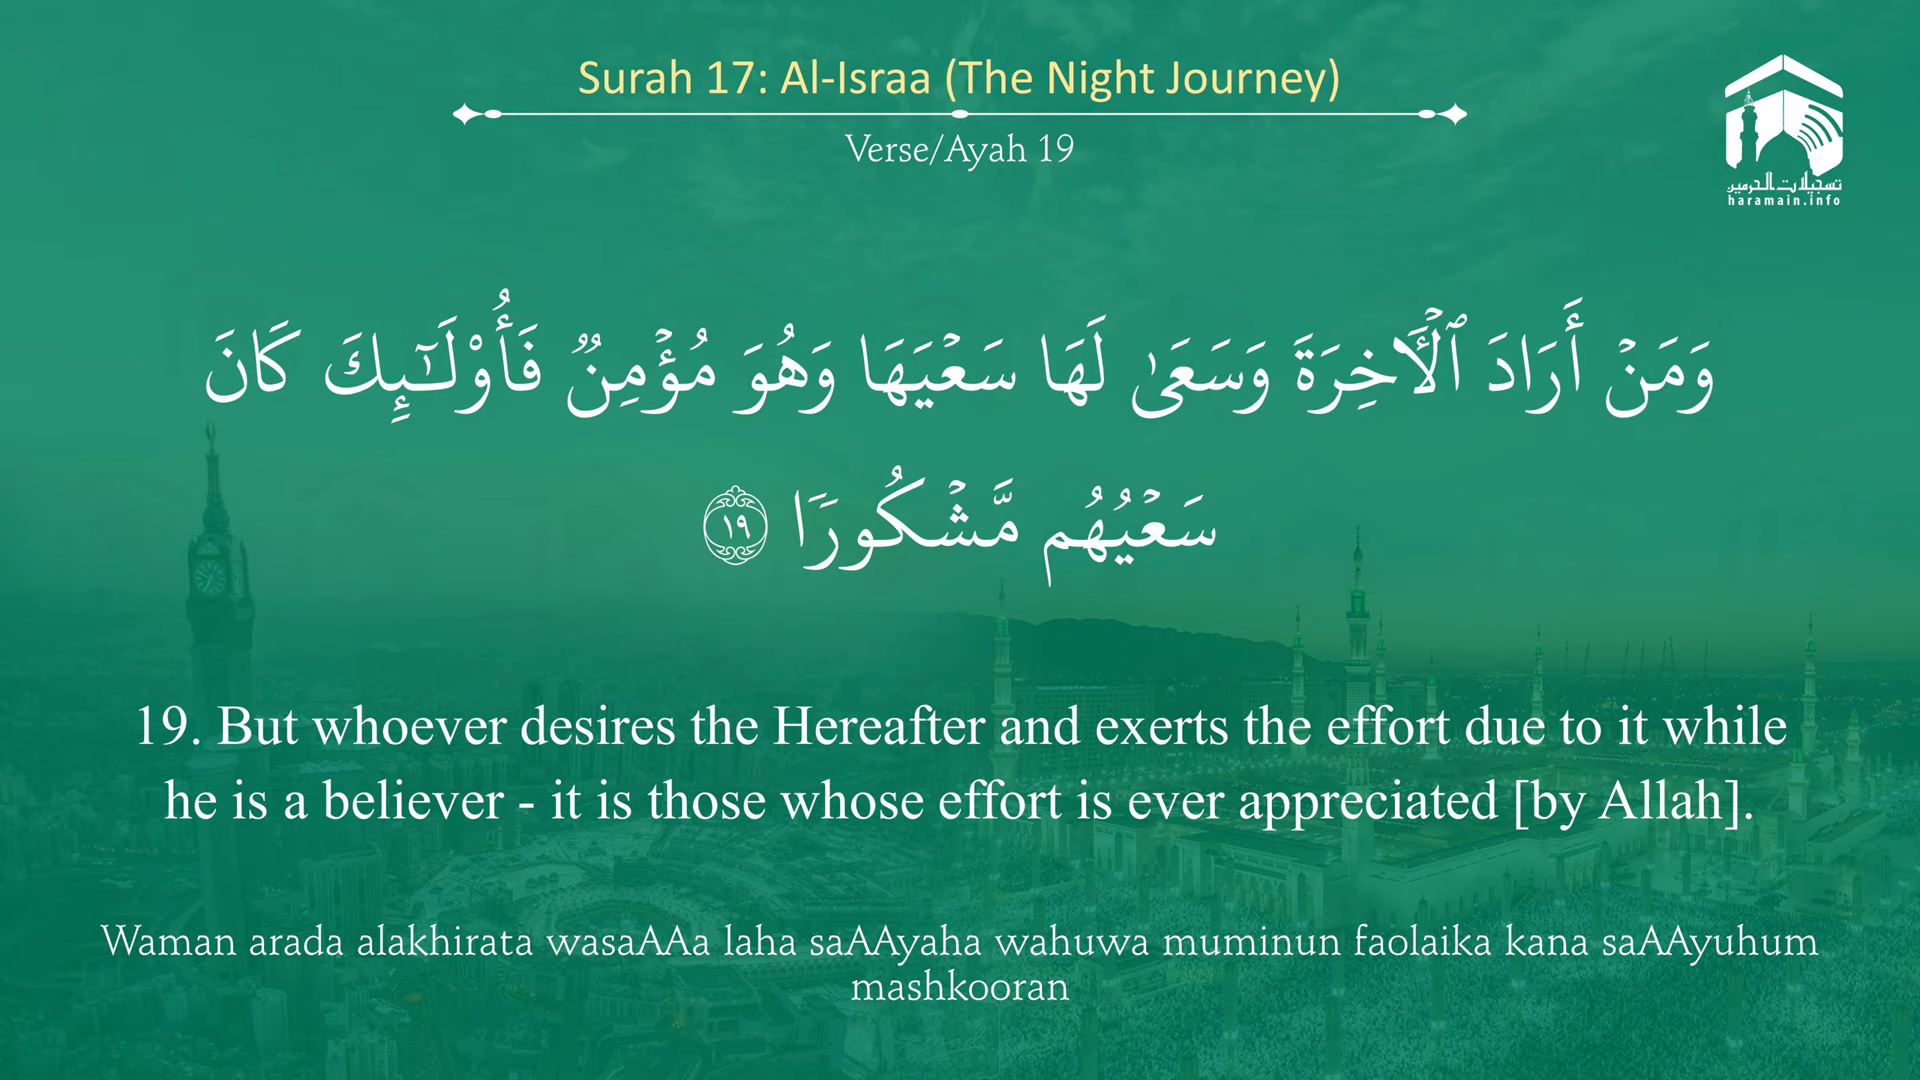 Surah 17: Al-Israa (The Night Journey)
Verse/Ayah 19
تسجيلات الحرمين
haramain.info
وَمَنْ أَرَادَ ٱلْـَٔاخِرَةَ وَسَعَىٰ لَهَا سَعْيَهَا وَهُوَ مُؤْمِنٌ فَأُو۟لَـٰٓئِكَ كَانَ
سَعْيُهُم مَّشْكُورًا ١٩
19. But whoever desires the Hereafter and exerts the effort due to it while
he is a believer - it is those whose effort is ever appreciated [by Allah].
Waman arada alakhirata wasaAAa laha saAAyaha wahuwa muminun faolaika kana saAAyuhum
mashkooran